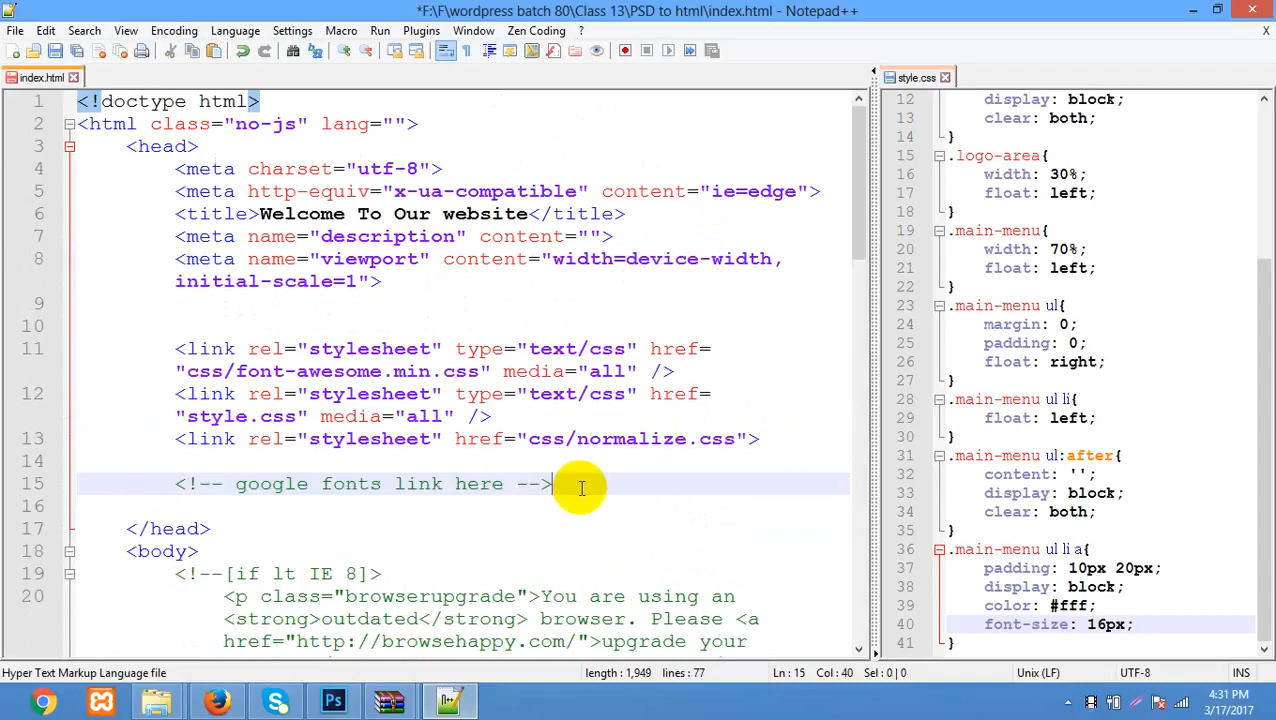 *F:\F\wordpress batch 80\Class 13\PSD to html\index.html - Notepad++
File Edit Search View Encoding Language Settings Macro Run Plugins Window Zen Coding ? X
index.html
style.css
1 <!doctype html>
2 <html class="no-js" lang="">
3 <head>
4 <meta charset="utf-8">
5 <meta http-equiv="x-ua-compatible" content="ie=edge">
6 <title>Welcome To Our website</title>
7 <meta name="description" content="">
8 <meta name="viewport" content="width=device-width,
initial-scale=1">
9
10
11 <link rel="stylesheet" type="text/css" href=
"css/font-awesome.min.css" media="all" />
12 <link rel="stylesheet" type="text/css" href=
"style.css" media="all" />
13 <link rel="stylesheet" href="css/normalize.css">
14
15 <!-- google fonts link here -->
16
17 </head>
18 <body>
19 <!--[if lt IE 8]>
20 <p class="browserupgrade">You are using an
<strong>outdated</strong> browser. Please <a
href="http://browsehappy.com/">upgrade your
12 display: block;
13 clear: both;
14 }
15 .logo-area{
16 width: 30%;
17 float: left;
18 }
19 .main-menu{
20 width: 70%;
21 float: left;
22 }
23 .main-menu ul{
24 margin: 0;
25 padding: 0;
26 float: right;
27 }
28 .main-menu ul li{
29 float: left;
30 }
31 .main-menu ul:after{
32 content: '';
33 display: block;
34 clear: both;
35 }
36 .main-menu ul li a{
37 padding: 10px 20px;
38 display: block;
39 color: #fff;
40 font-size: 16px;
41 }
Hyper Text Markup Language file length : 1,949 lines : 77 Ln : 15 Col : 40 Sel : 0 | 0 Unix (LF) UTF-8 INS
4:31 PM
3/17/2017